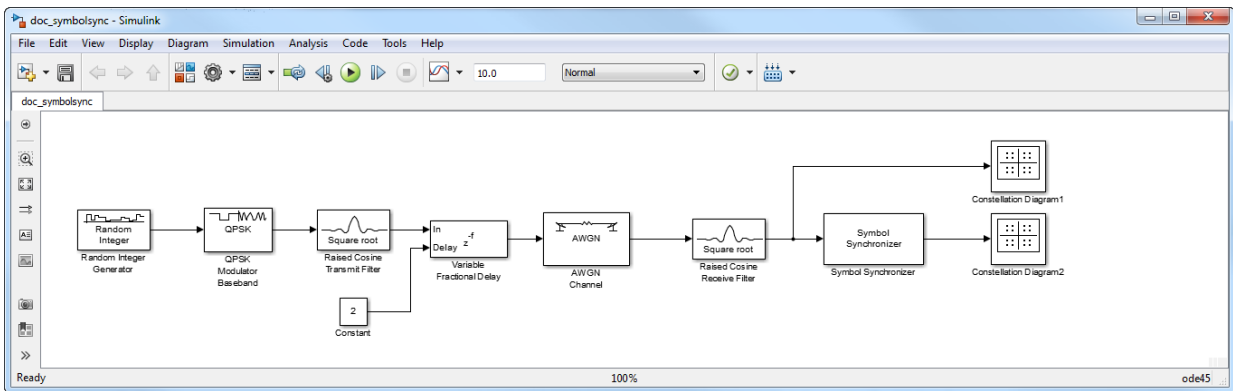 doc_symbolsync - Simulink
File Edit View Display Diagram Simulation Analysis Code Tools Help
10.0 Normal
doc_symbolsync
Constellation Diagram1
Random
Integer
Random Integer
Generator
QPSK
QPSK
Modulator
Baseband
Square root
Raised Cosine
Transmit Filter
In
Delay
z
-f
Variable
Fractional Delay
AWGN
AWGN
Channel
Square root
Raised Cosine
Receive Filter
Symbol
Synchronizer
Symbol Synchronizer
Constellation Diagram2
2
Constant
Ready 100% ode45